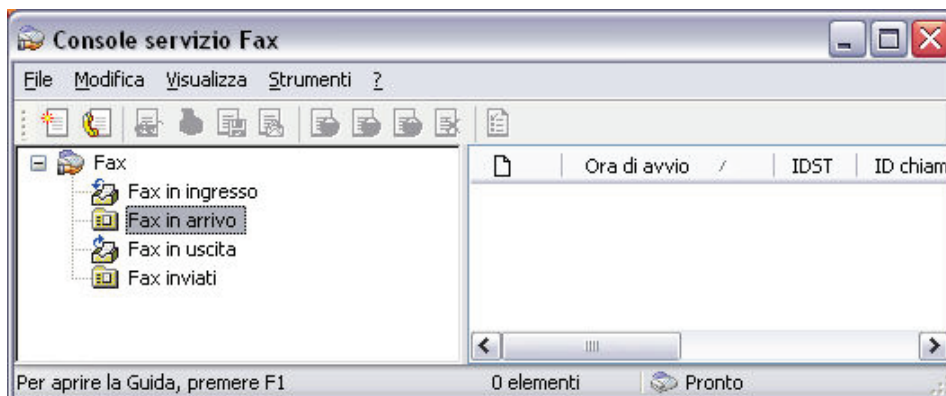 Console servizio Fax
File Modifica Visualizza Strumenti ?
Fax
Fax in ingresso
Fax in arrivo
Fax in uscita
Fax inviati
Ora di avvio IDST ID chiam
Per aprire la Guida, premere F1 0 elementi Pronto